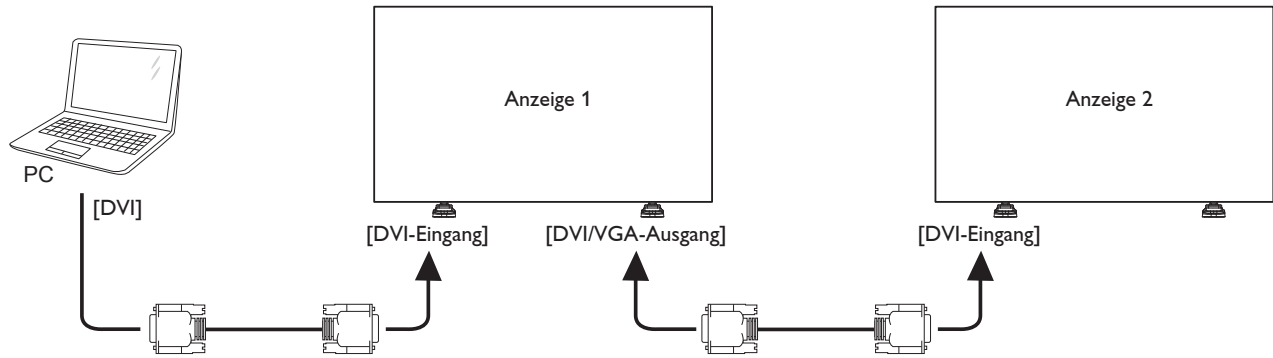 Anzeige 1
Anzeige 2
PC
[DVI]
[DVI-Eingang]
[DVI/VGA-Ausgang]
[DVI-Eingang]